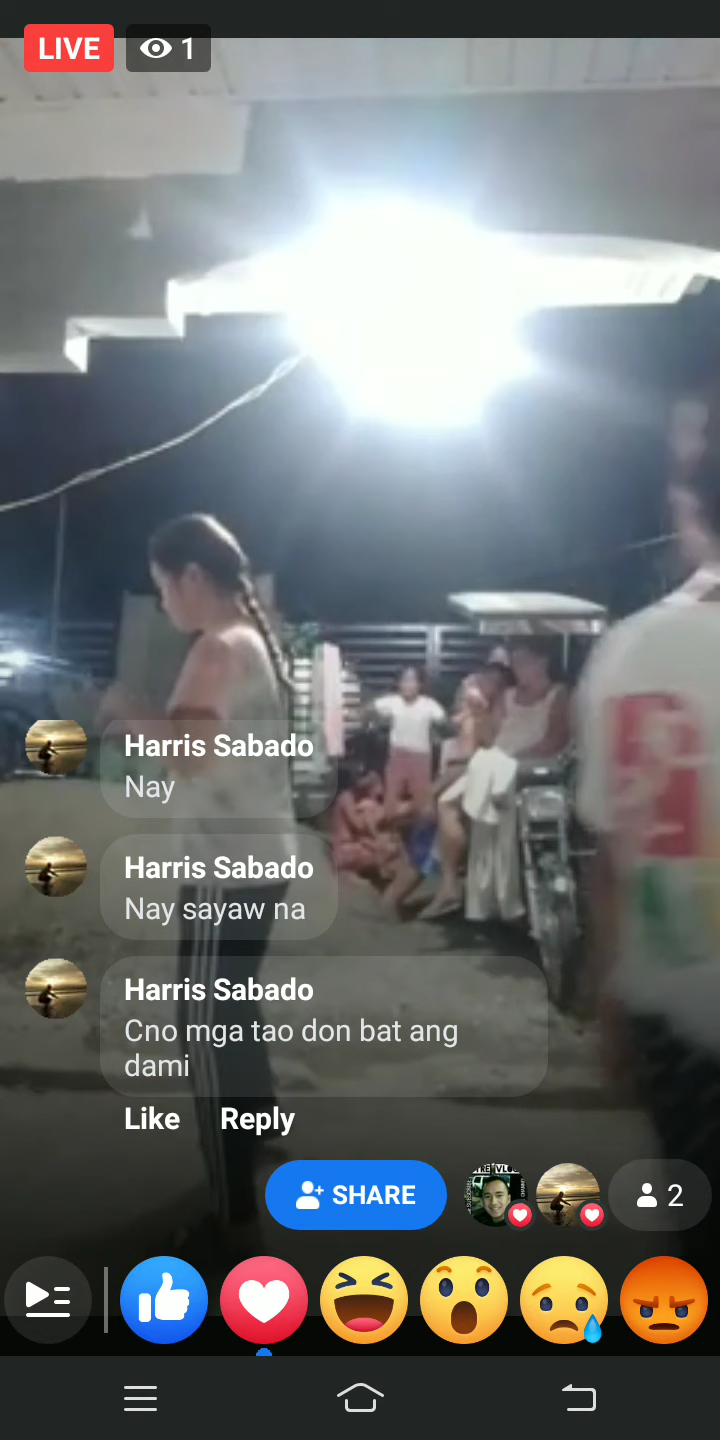 LIVE
1
Harris Sabado
Nay
Harris Sabado
Nay sayaw na
Harris Sabado
Cno mga tao don bat ang
dami
Like Reply
SHARE
2